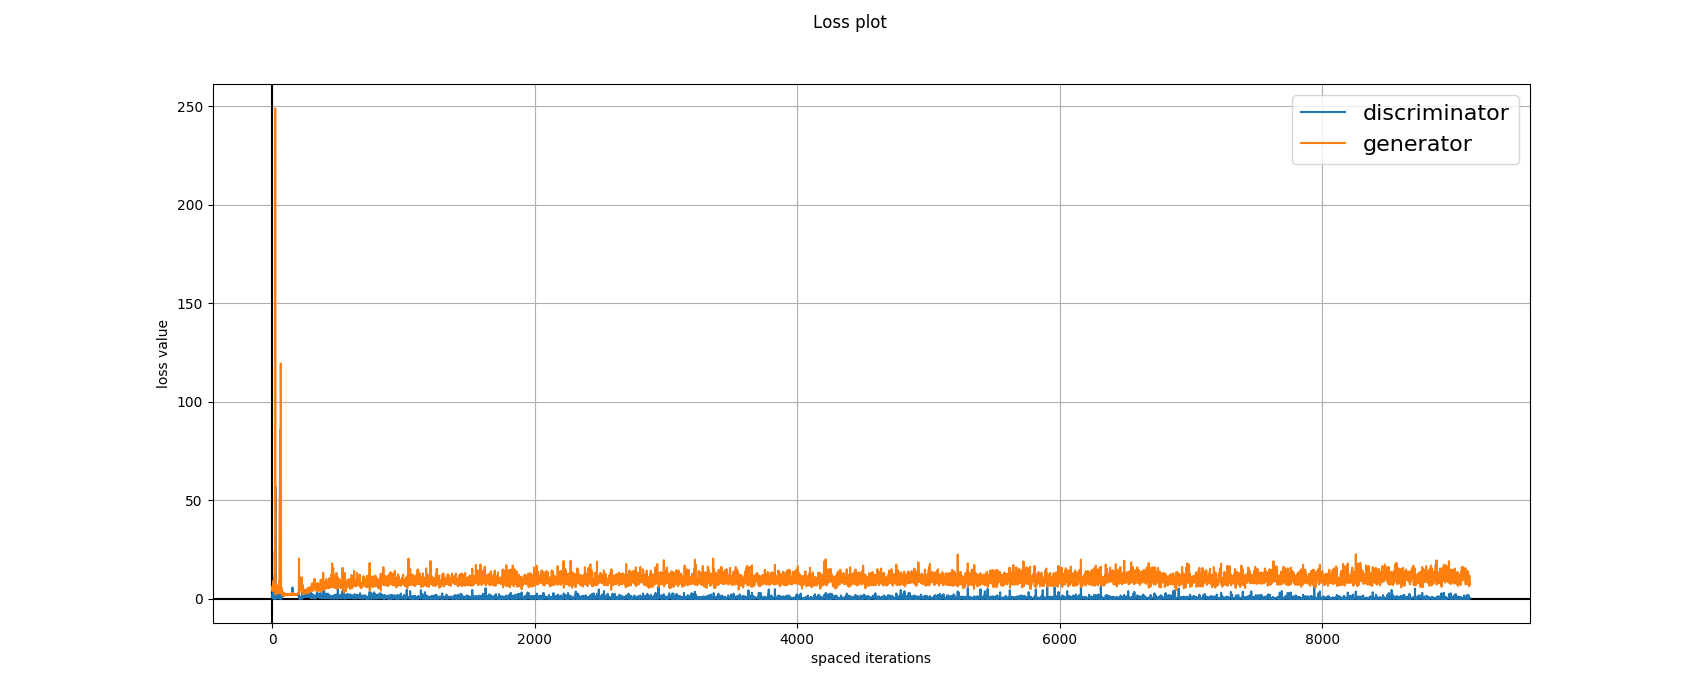 Loss plot
250
200
150
100
50
0
loss value
discriminator
generator
0 2000 4000 6000 8000
spaced iterations